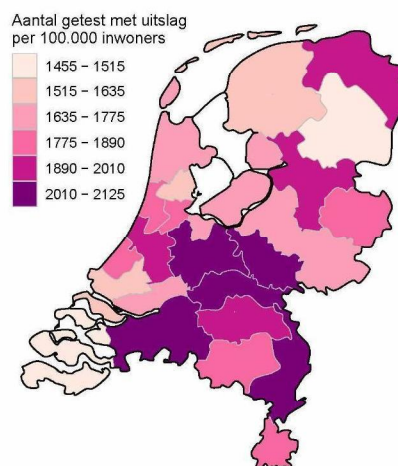 Aantal getest met uitslag
per 100.000 inwoners
1455 – 1515
1515 – 1635
1635 – 1775
1775 – 1890
1890 – 2010
2010 – 2125